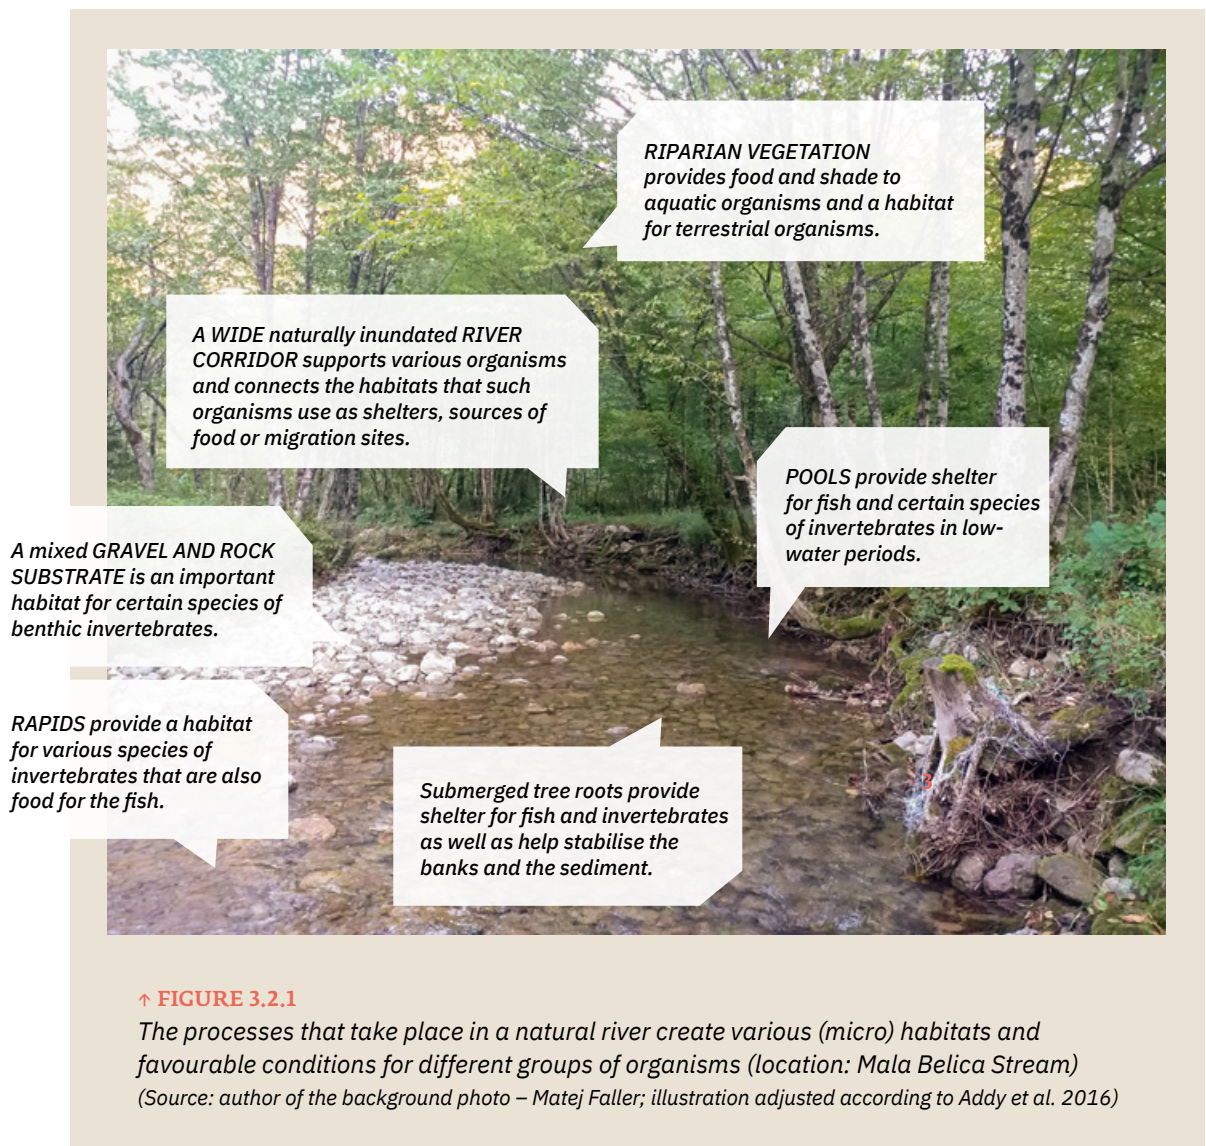 RIPARIAN VEGETATION
provides food and shade to
aquatic organisms and a habitat
for terrestrial organisms.
A WIDE naturally inundated RIVER
CORRIDOR supports various organisms
and connects the habitats that such
organisms use as shelters, sources of
food or migration sites.
POOLS provide shelter
for fish and certain species
of invertebrates in low-
water periods.
A mixed GRAVEL AND ROCK
SUBSTRATE is an important
habitat for certain species of
benthic invertebrates.
RAPIDS provide a habitat
for various species of
invertebrates that are also
food for the fish.
Submerged tree roots provide
shelter for fish and invertebrates
as well as help stabilise the
banks and the sediment.
↑ FIGURE 3.2.1
The processes that take place in a natural river create various (micro) habitats and
favourable conditions for different groups of organisms (location: Mala Belica Stream)
(Source: author of the background photo – Matej Faller; illustration adjusted according to Addy et al. 2016)